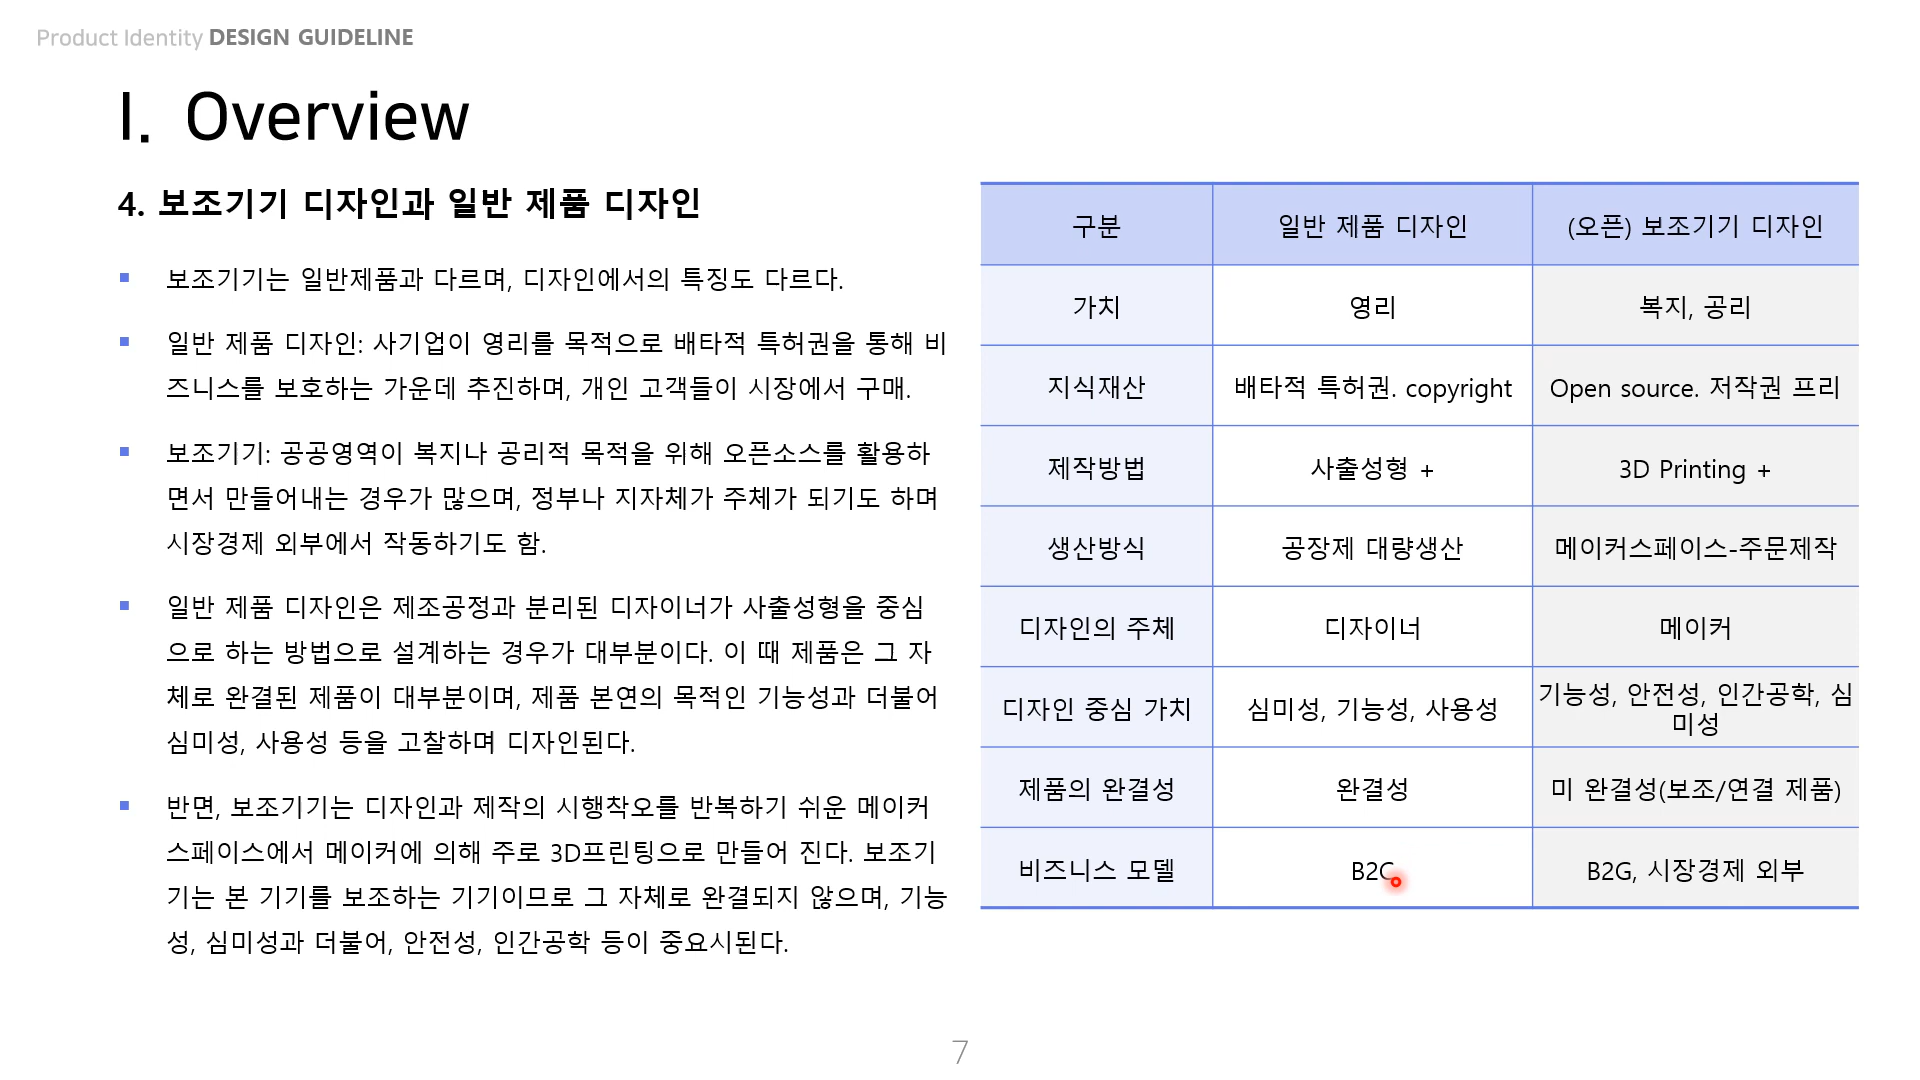 Product Identity DESIGN GUIDELINE
I. Overview
4. 보조기기 디자인과 일반 제품 디자인
▪ 보조기기는 일반제품과 다르며, 디자인에서의 특징도 다르다.
▪ 일반 제품 디자인: 사기업이 영리를 목적으로 배타적 특허권을 통해 비
즈니스를 보호하는 가운데 추진하며, 개인 고객들이 시장에서 구매.
▪ 보조기기: 공공영역이 복지나 공리적 목적을 위해 오픈소스를 활용하
면서 만들어내는 경우가 많으며, 정부나 지자체가 주체가 되기도 하며
시장경제 외부에서 작동하기도 함.
▪ 일반 제품 디자인은 제조공정과 분리된 디자이너가 사출성형을 중심
으로 하는 방법으로 설계하는 경우가 대부분이다. 이 때 제품은 그 자
체로 완결된 제품이 대부분이며, 제품 본연의 목적인 기능성과 더불어
심미성, 사용성 등을 고찰하며 디자인된다.
▪ 반면, 보조기기는 디자인과 제작의 시행착오를 반복하기 쉬운 메이커
스페이스에서 메이커에 의해 주로 3D프린팅으로 만들어 진다. 보조기
기는 본 기기를 보조하는 기기이므로 그 자체로 완결되지 않으며, 기능
성, 심미성과 더불어, 안전성, 인간공학 등이 중요시된다.
구분 일반 제품 디자인 (오픈) 보조기기 디자인
가치 영리 복지, 공리
지식재산 배타적 특허권. copyright Open source. 저작권 프리
제작방법 사출성형 + 3D Printing +
생산방식 공장제 대량생산 메이커스페이스-주문제작
디자인의 주체 디자이너 메이커
디자인 중심 가치 심미성, 기능성, 사용성 기능성, 안전성, 인간공학, 심
미성
제품의 완결성 완결성 미 완결성(보조/연결 제품)
비즈니스 모델 B2C B2G, 시장경제 외부
7